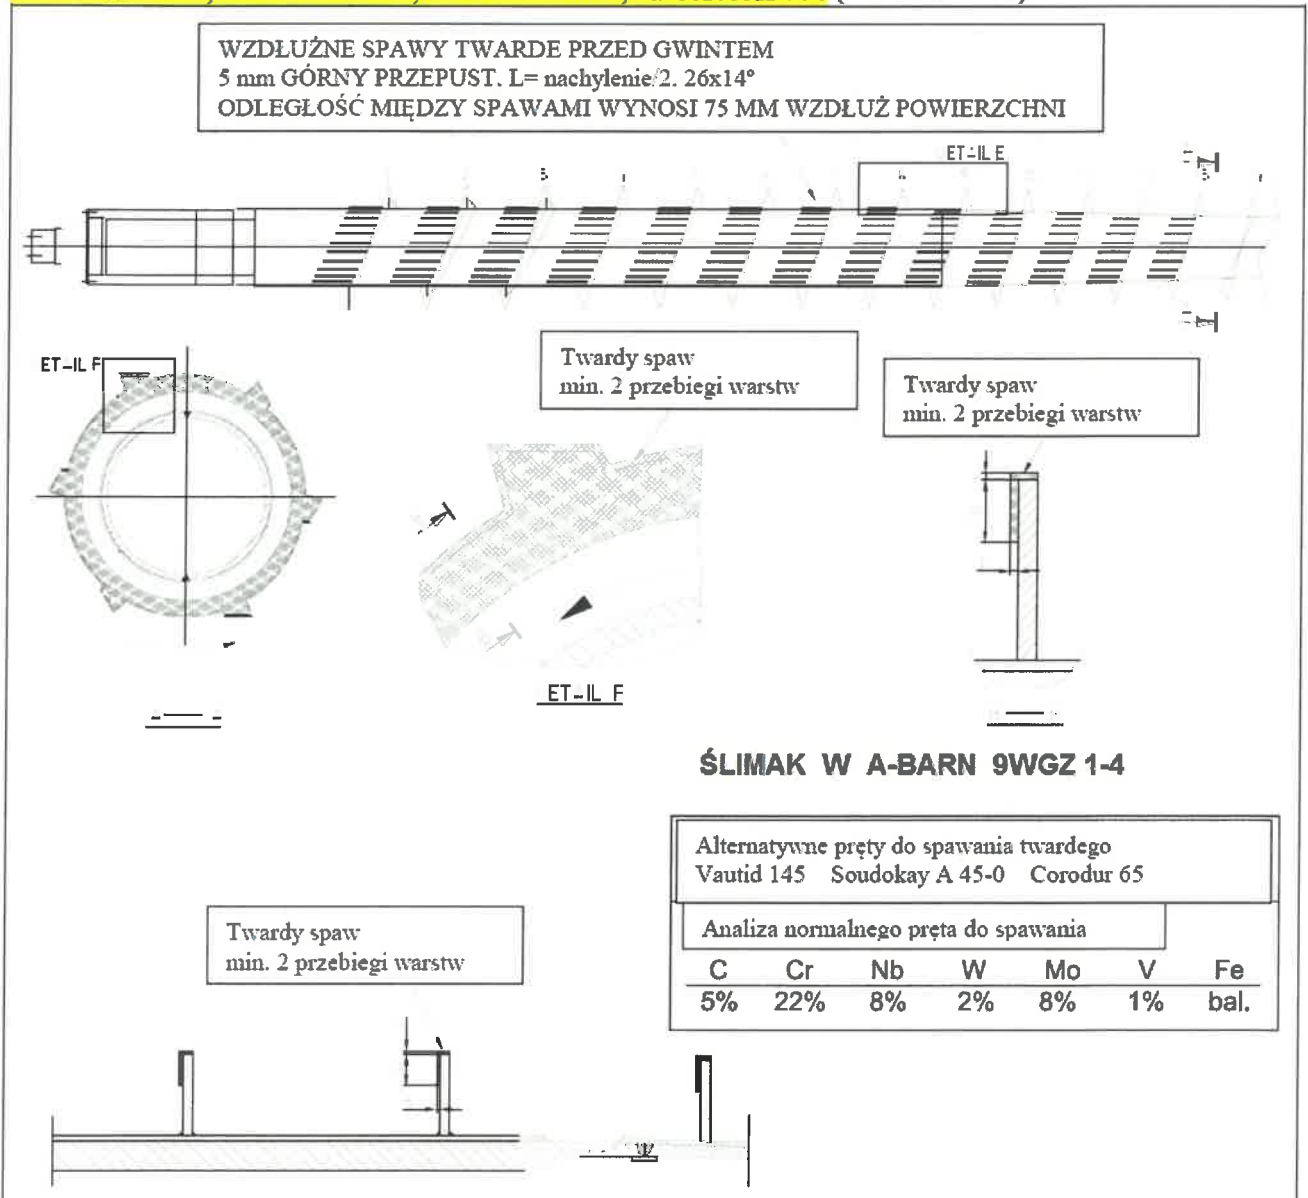 WZDŁUŻNE SPAWY TWARDE PRZED GWINTEM
5 mm GÓRNY PRZEPUST. L= nachylenie/2. 26x14°
ODLEGŁOŚĆ MIĘDZY SPAWAMI WYNOSI 75 MM WZDŁUŻ POWIERZCHNI
ET-IL E
ET-IL F
Twardy spaw
min. 2 przebiegi warstw
Twardy spaw
min. 2 przebiegi warstw
ET-IL F
ŚLIMAK W A-BARN 9WGZ 1-4
Alternatywne pręty do spawania twardego
Vautid 145 Soudokay A 45-0 Corodur 65
Analiza normalnego pręta do spawania
C Cr Nb W Mo V Fe
5% 22% 8% 2% 8% 1% bal.
Twardy spaw
min. 2 przebiegi warstw